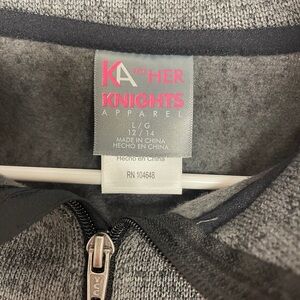 KA HER
KNIGHTS
APPAREL
L/G
12 / 14
MADE IN CHINA
HECHO EN CHINA
Hecho en China
RN 104648